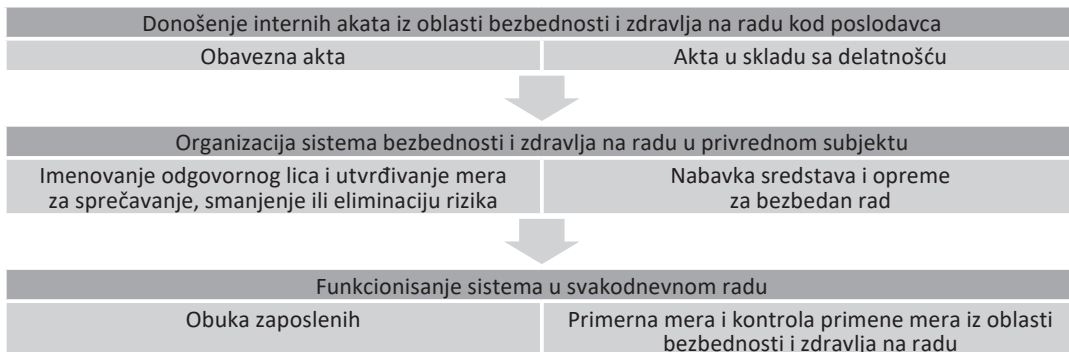 Donošenje internih akata iz oblasti bezbednosti i zdravlja na radu kod poslodavca
Obavezna akta
Akta u skladu sa delatnošću
Organizacija sistema bezbednosti i zdravlja na radu u privrednom subjektu
Imenovanje odgovornog lica i utvrđivanje mera
za sprečavanje, smanjenje ili eliminaciju rizika
Nabavka sredstava i opreme
za bezbedan rad
Funkcionisanje sistema u svakodnevnom radu
Obuka zaposlenih
Primerna mera i kontrola primene mera iz oblasti
bezbednosti i zdravlja na radu